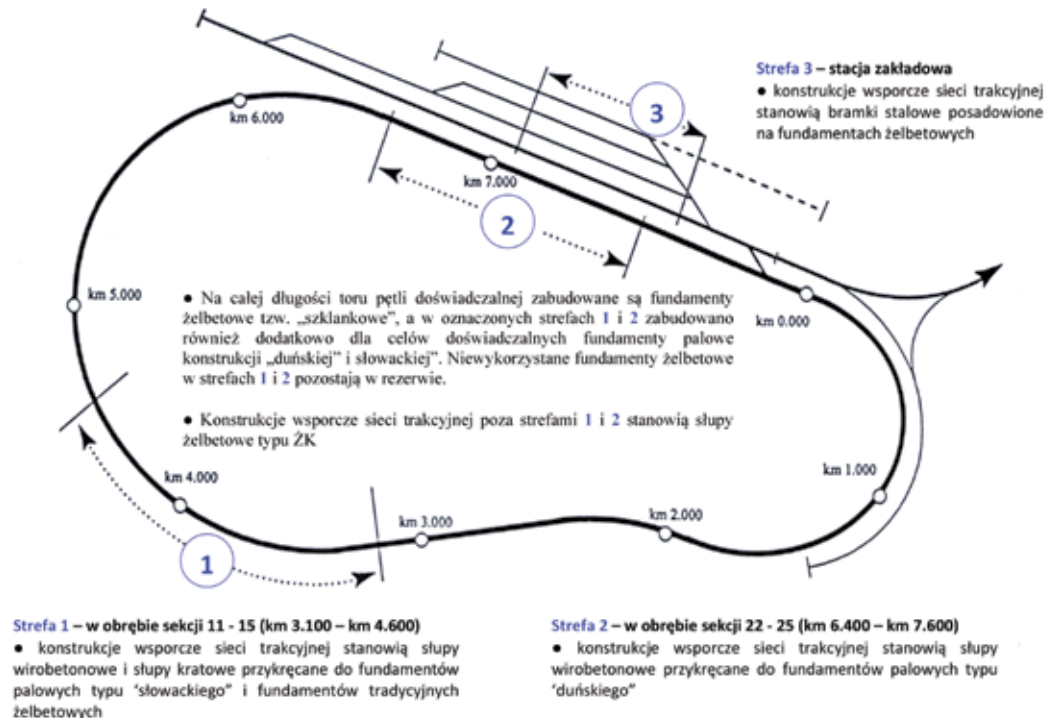 Strefa 3 – stacja zakładowa
● konstrukcje wsporcze sieci trakcyjnej
stanowią bramki stalowe posadowione
na fundamentach żelbetowych
3
km 6.000
km 7.000
2
km 5.000
km 0.000
● Na całej długości toru pętli doświadczalnej zabudowane są fundamenty
żelbetowe tzw. „szklankowe”, a w oznaczonych strefach 1 i 2 zabudowano
również dodatkowo dla celów doświadczalnych fundamenty palowe
konstrukcji „duńskiej” i słowackiej”. Niewykorzystane fundamenty żelbetowe
w strefach 1 i 2 pozostają w rezerwie.
● Konstrukcje wsporcze sieci trakcyjnej poza strefami 1 i 2 stanowią słupy
żelbetowe typu ŻK
km 4.000
km 3.000
km 2.000
km 1.000
1
Strefa 1 – w obrębie sekcji 11 - 15 (km 3.100 – km 4.600)
● konstrukcje wsporcze sieci trakcyjnej stanowią słupy
wirobetonowe i słupy kratowe przykręcane do fundamentów
palowych typu ‘słowackiego” i fundamentów tradycyjnych
żelbetowych
Strefa 2 – w obrębie sekcji 22 - 25 (km 6.400 – km 7.600)
● konstrukcje wsporcze sieci trakcyjnej stanowią słupy
wirobetonowe przykręcane do fundamentów palowych typu
‘duńskiego”